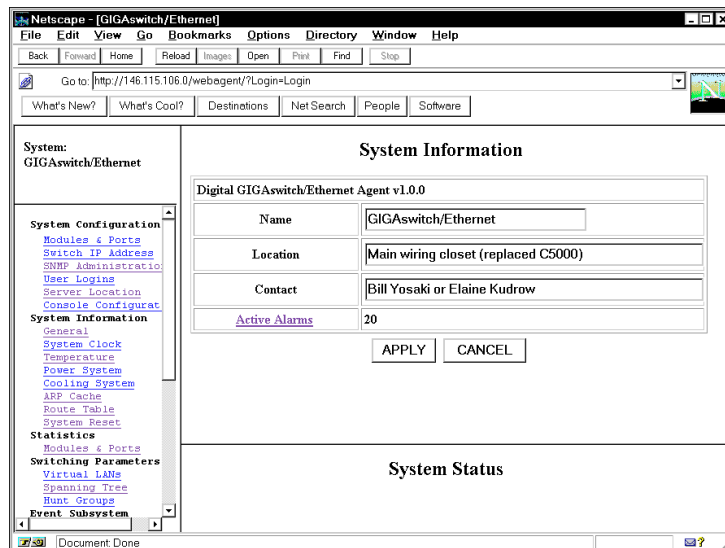 Netscape - [GIGAswitch/Ethernet]
File Edit View Go Bookmarks Options Directory Window Help
Back Forward Home Reload Images Open Print Find Stop
Go to: http://146.115.106.0/webagent/?Login=Login
What's New? What's Cool? Destinations Net Search People Software
N
System:
GIGAswitch/Ethernet
System Configuration
Modules & Ports
Switch IP Address
SNMP Administratio
User Logins
Server Location
Console Configurat
System Information
General
System Clock
Temperature
Power System
Cooling System
ARP Cache
Route Table
System Reset
Statistics
Modules & Ports
Switching Parameters
Virtual LANs
Spanning Tree
Hunt Groups
Event Subsystem
System Information
Digital GIGAswitch/Ethernet Agent v1.0.0
Name GIGAswitch/Ethernet
Location Main wiring closet (replaced C5000)
Contact Bill Yosaki or Elaine Kudrow
Active Alarms 20
APPLY CANCEL
System Status
Document: Done